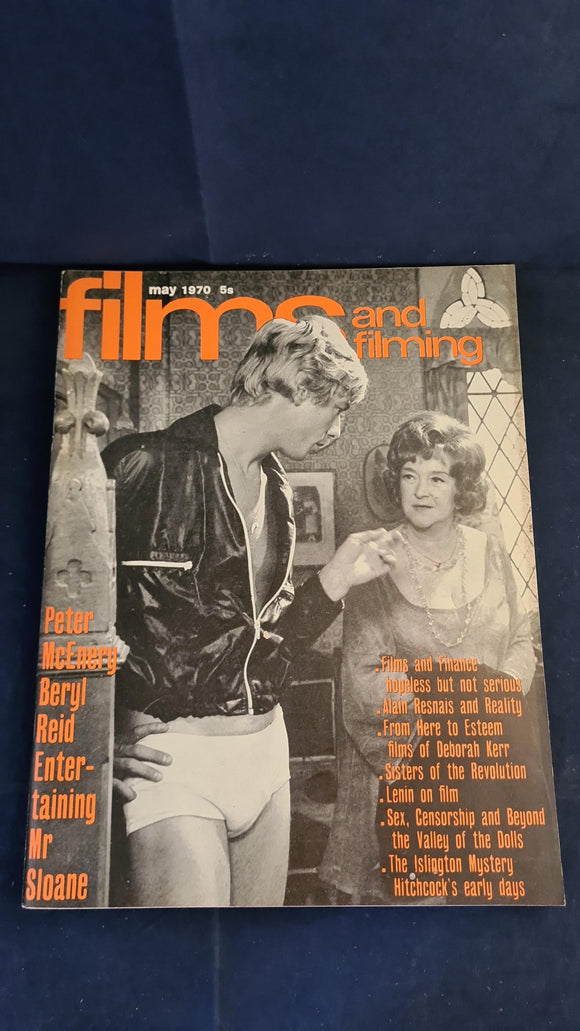 may 1970 5s
films and filming
Peter
McEnery
Beryl
Reid
Enter-
taining
Mr
Sloane
.Films and Finance
hopeless but not serious
.Alain Resnais and Reality
.From Here to Esteem
films of Deborah Kerr
.Sisters of the Revolution
.Lenin on film
.Sex, Censorship and Beyond
the Valley of the Dolls
.The Islington Mystery
Hitchcock's early days